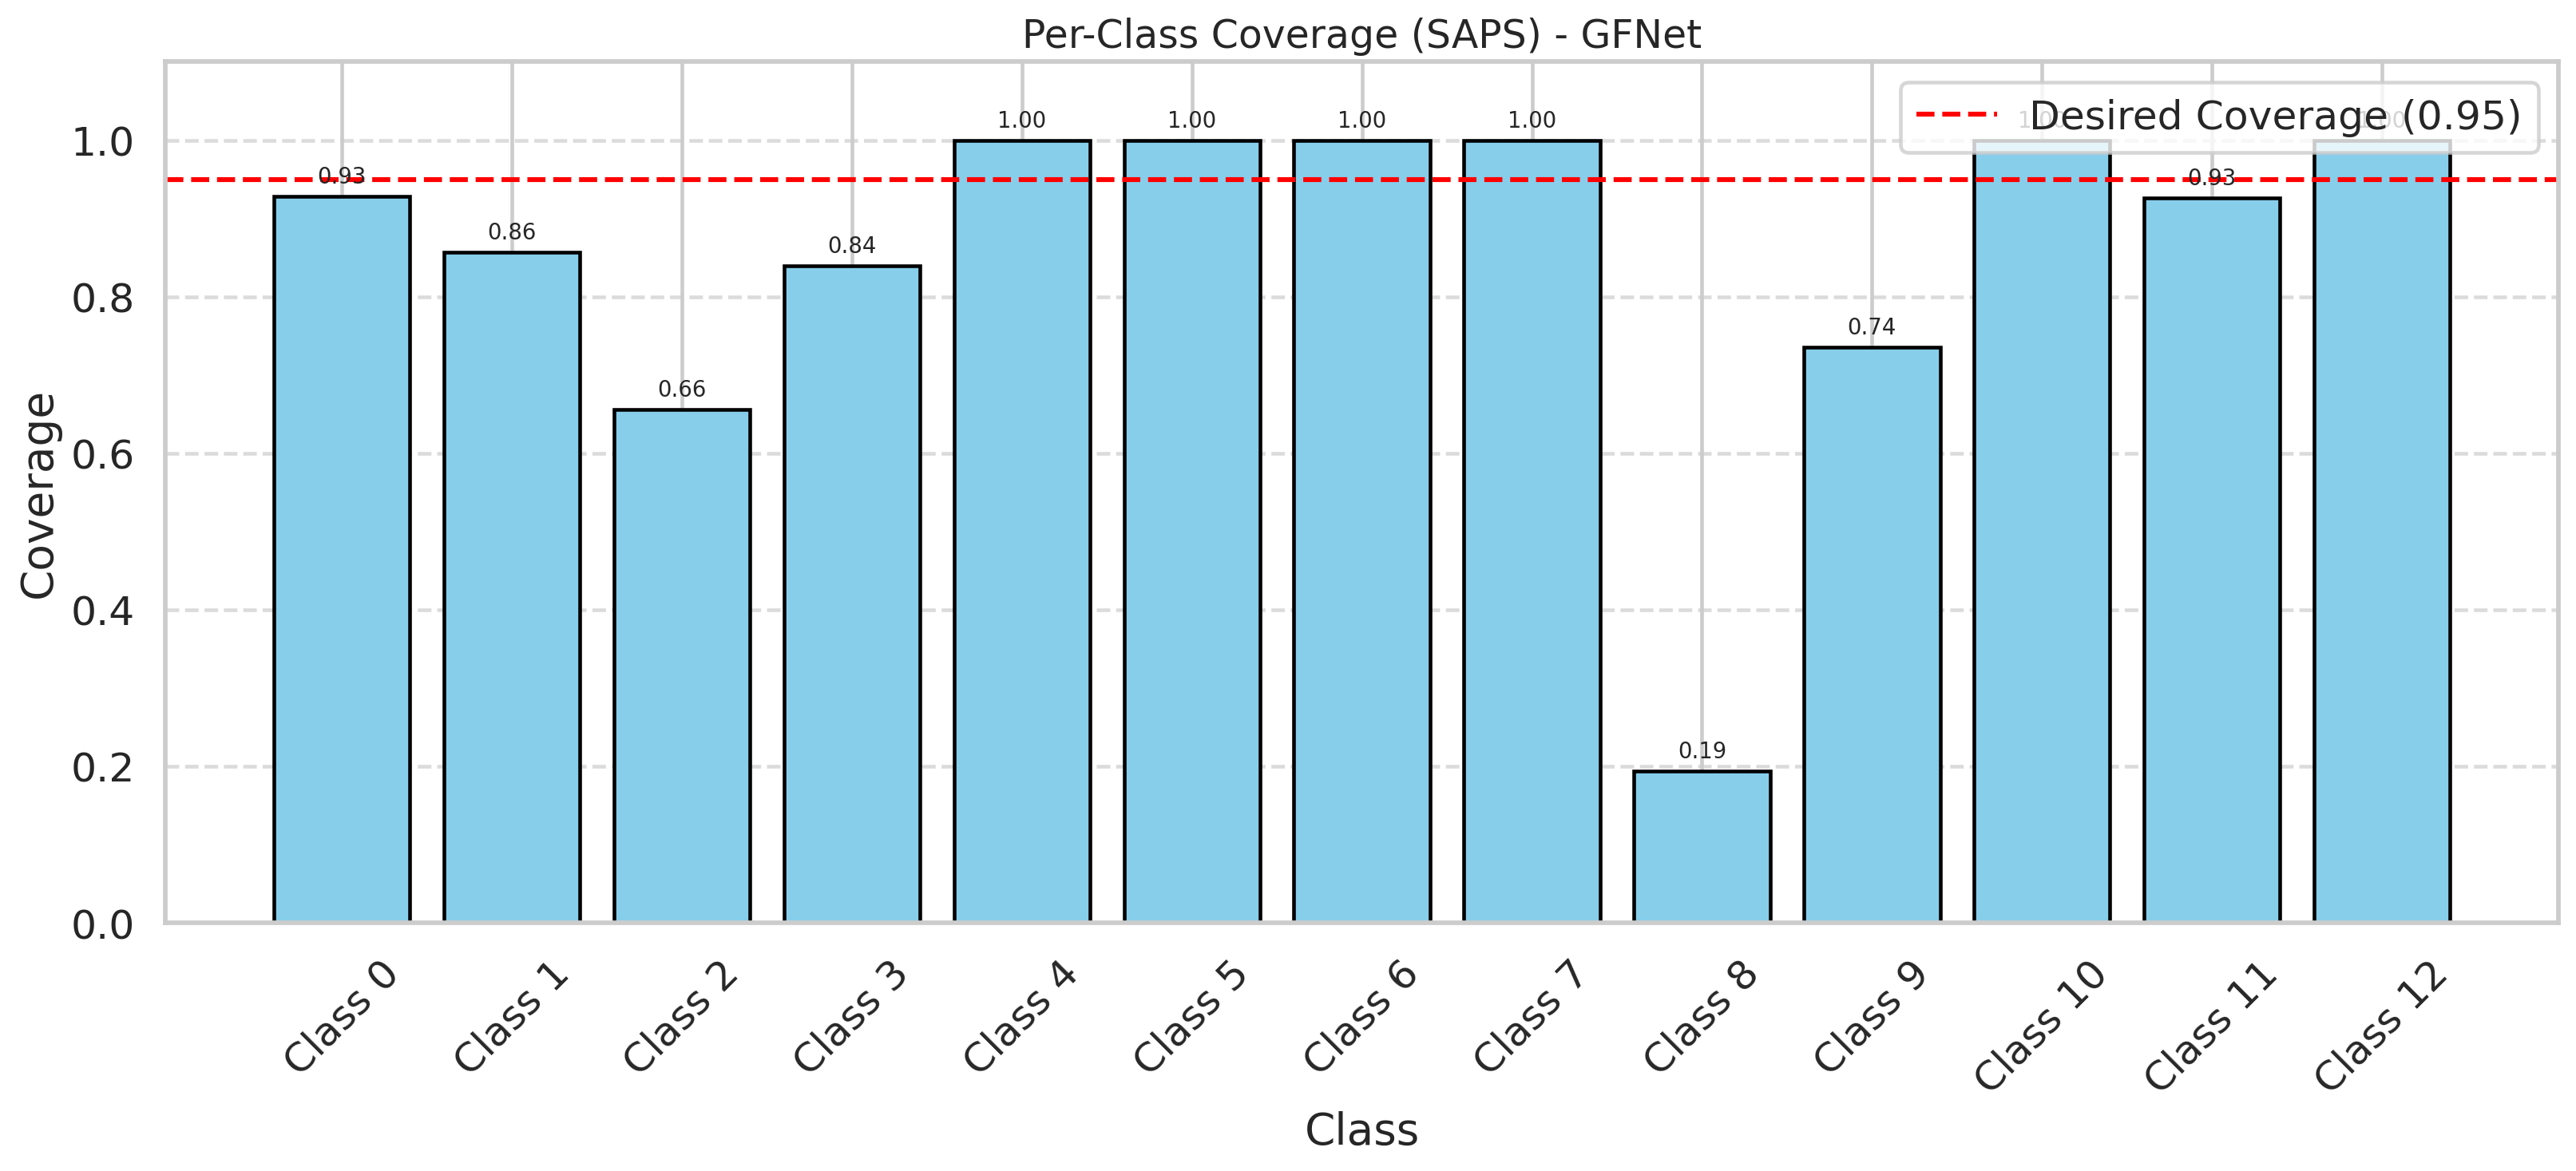 Per-Class Coverage (SAPS) - GFNet
Desired Coverage (0.95)
Coverage
1.0
0.8
0.6
0.4
0.2
0.0
0.93
0.86
0.66
0.84
1.00
1.00
1.00
1.00
0.19
0.74
0.93
Class 0
Class 1
Class 2
Class 3
Class 4
Class 5
Class 6
Class 7
Class 8
Class 9
Class 10
Class 11
Class 12
Class